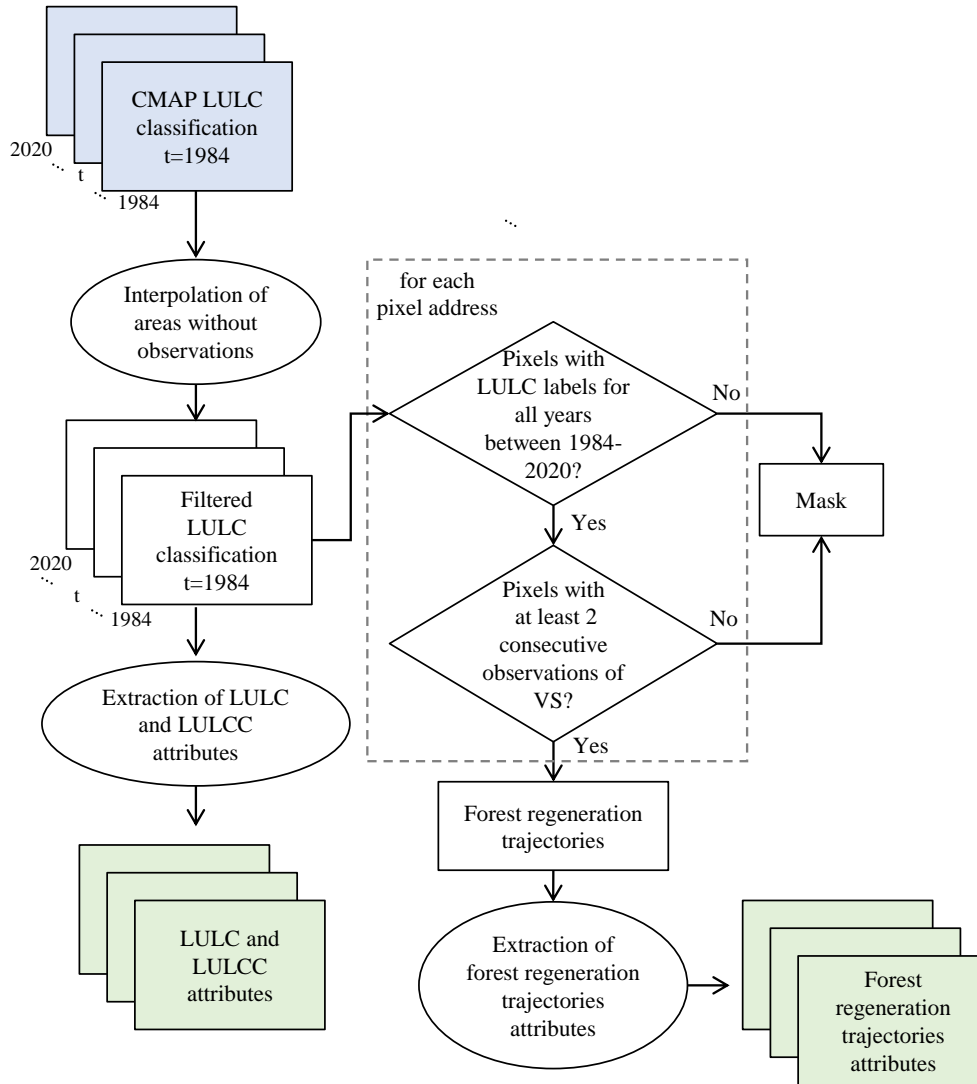 CMAP LULC
classification
t=1984
2020
...
t
...
1984
...
Interpolation of
areas without
observations
for each
pixel address
Pixels with
LULC labels for
all years
between 1984-
2020?
No
Yes
Mask
Filtered
LULC
classification
t=1984
2020
...
t
...
1984
Pixels with
at least 2
consecutive
observations of
VS?
No
Yes
Extraction of LULC
and LULCC
attributes
Forest regeneration
trajectories
LULC and
LULCC
attributes
Extraction of
forest regeneration
trajectories
attributes
Forest
regeneration
trajectories
attributes